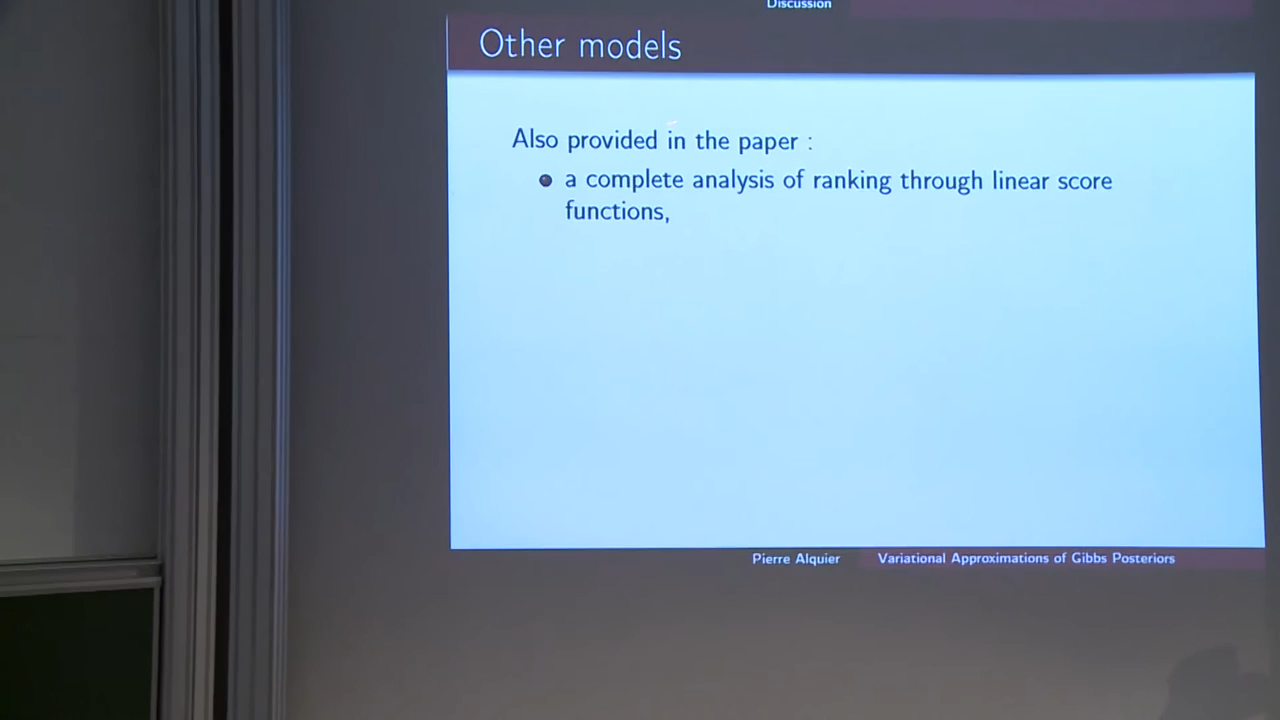 Discussion
Other models
Also provided in the paper :
a complete analysis of ranking through linear score
functions,
Pierre Alquier Variational Approximations of Gibbs Posteriors